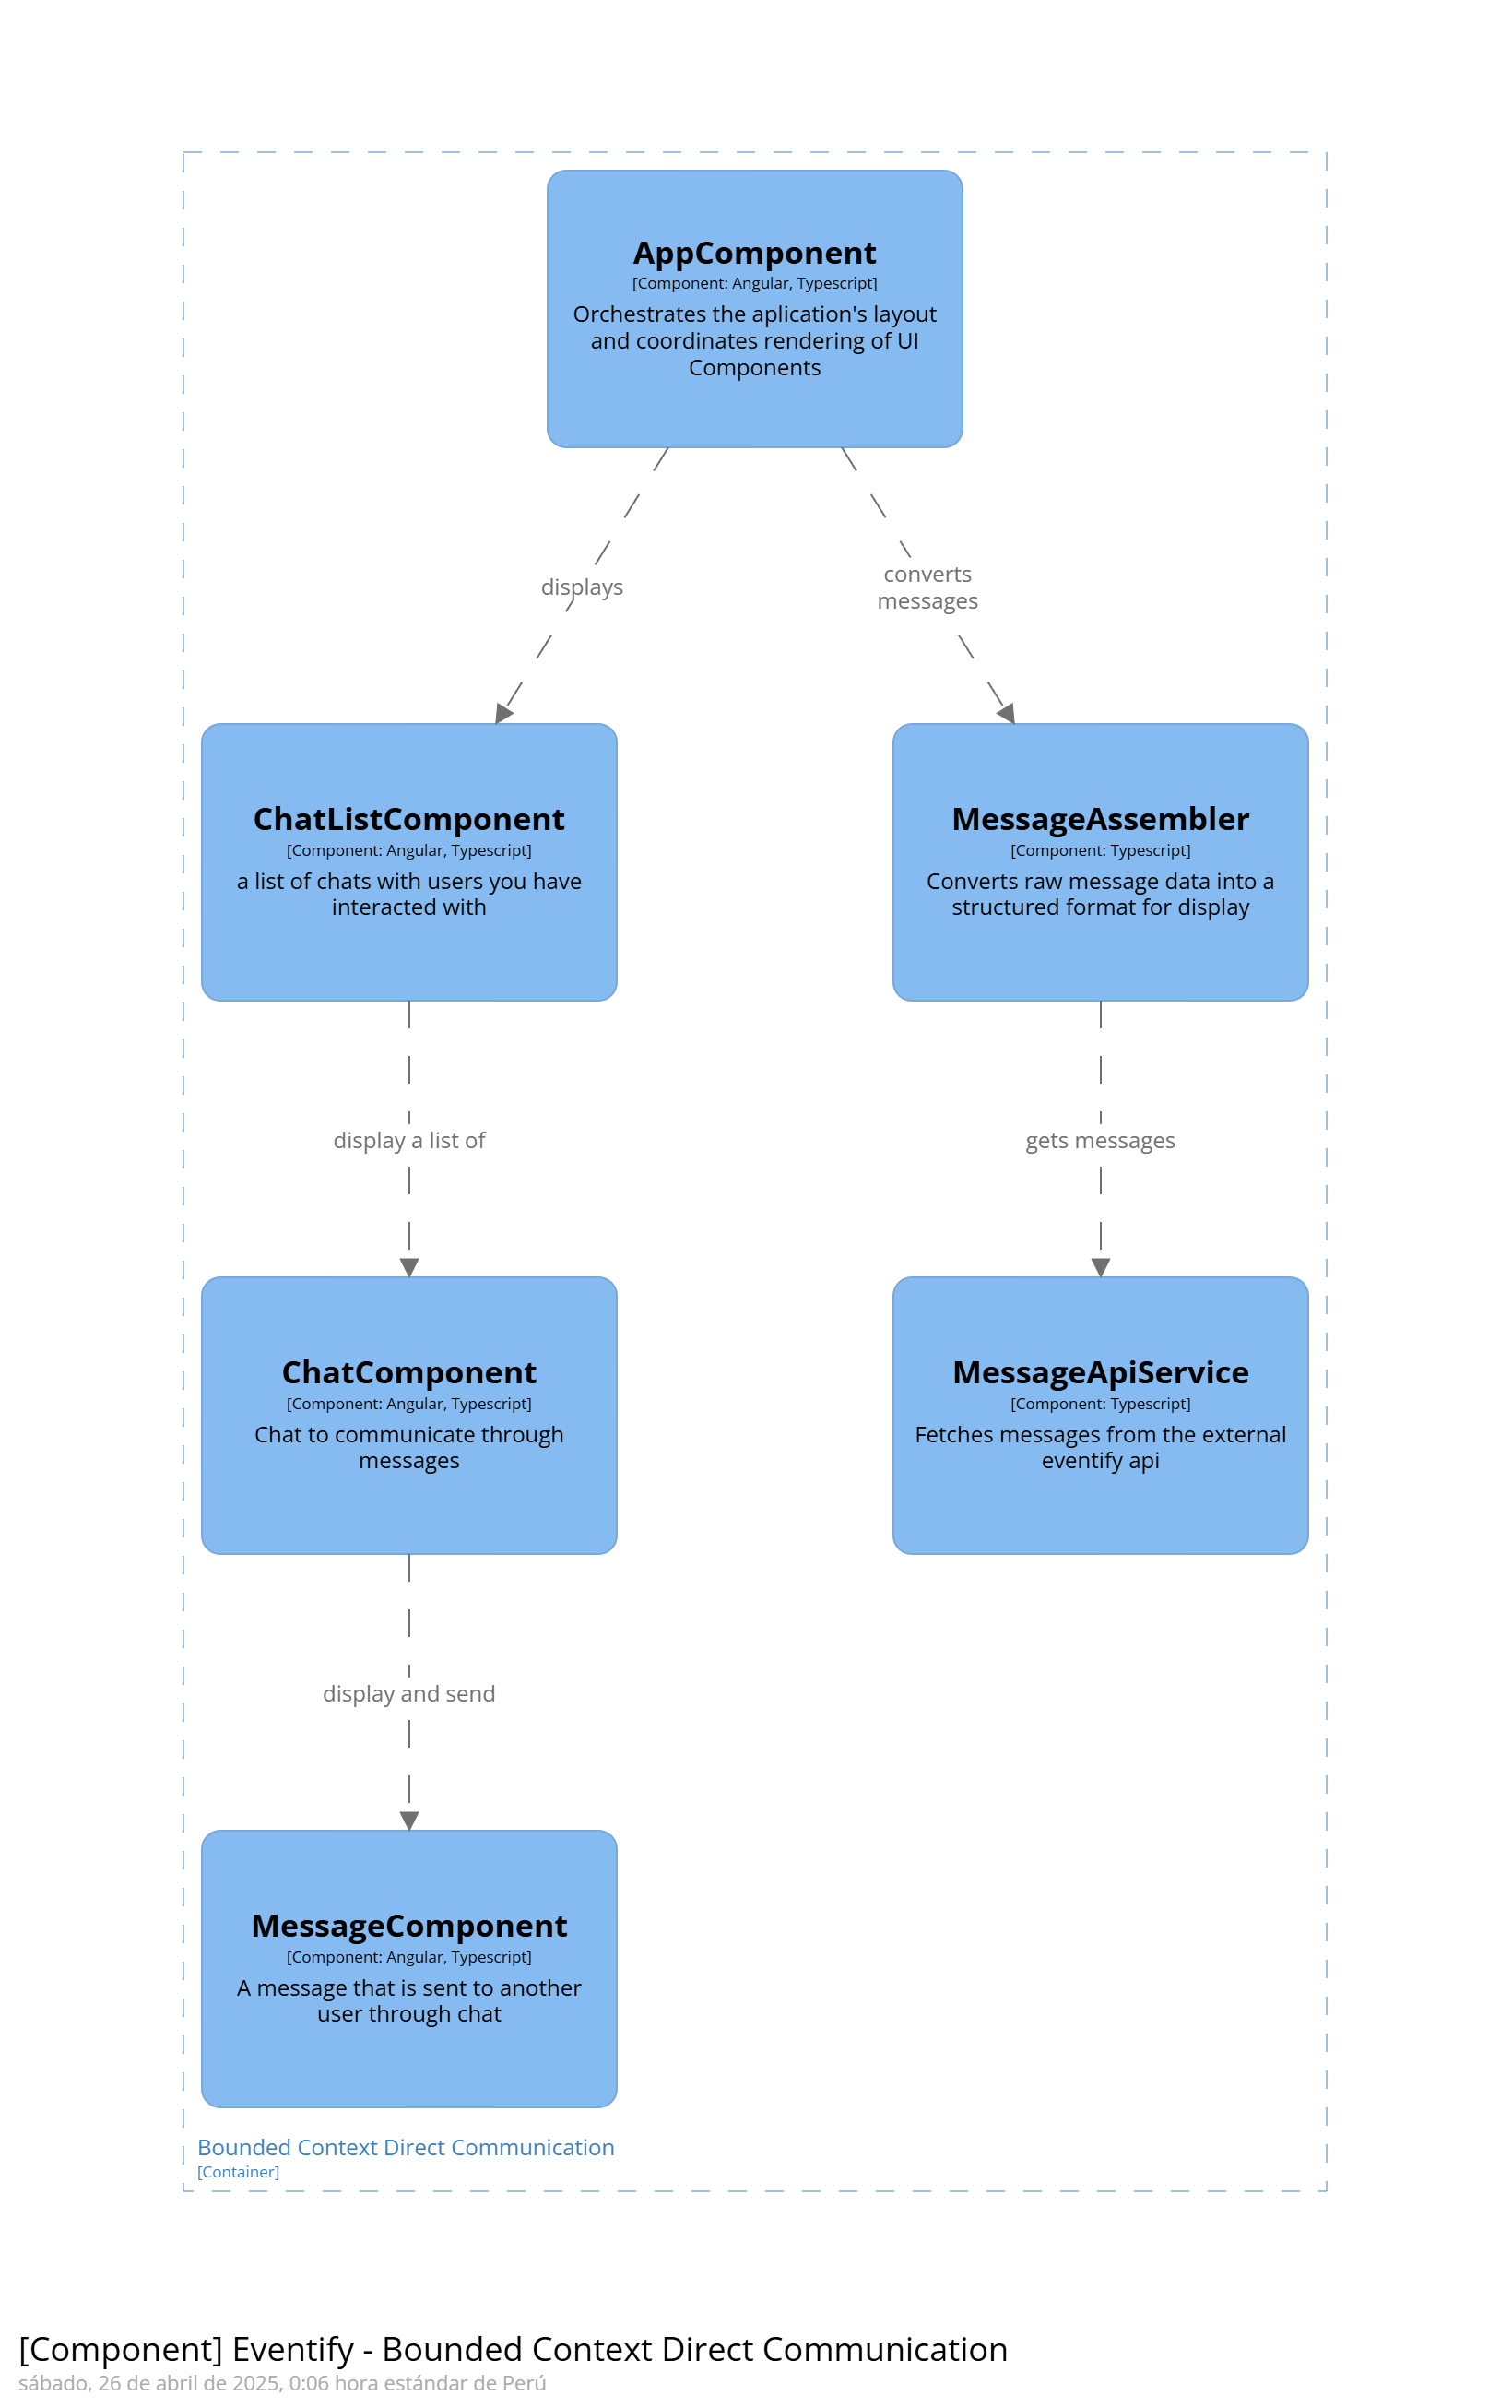 AppComponent
[Component: Angular, Typescript]
Orchestrates the aplication's layout
and coordinates rendering of UI
Components
displays
converts
messages
ChatListComponent
[Component: Angular, Typescript]
a list of chats with users you have
interacted with
MessageAssembler
[Component: Typescript]
Converts raw message data into a
structured format for display
display a list of
gets messages
ChatComponent
[Component: Angular, Typescript]
Chat to communicate through
messages
MessageApiService
[Component: Typescript]
Fetches messages from the external
eventify api
display and send
MessageComponent
[Component: Angular, Typescript]
A message that is sent to another
user through chat
Bounded Context Direct Communication
[Container]
[Component] Eventify - Bounded Context Direct Communication
sábado, 26 de abril de 2025, 0:06 hora estándar de Perú